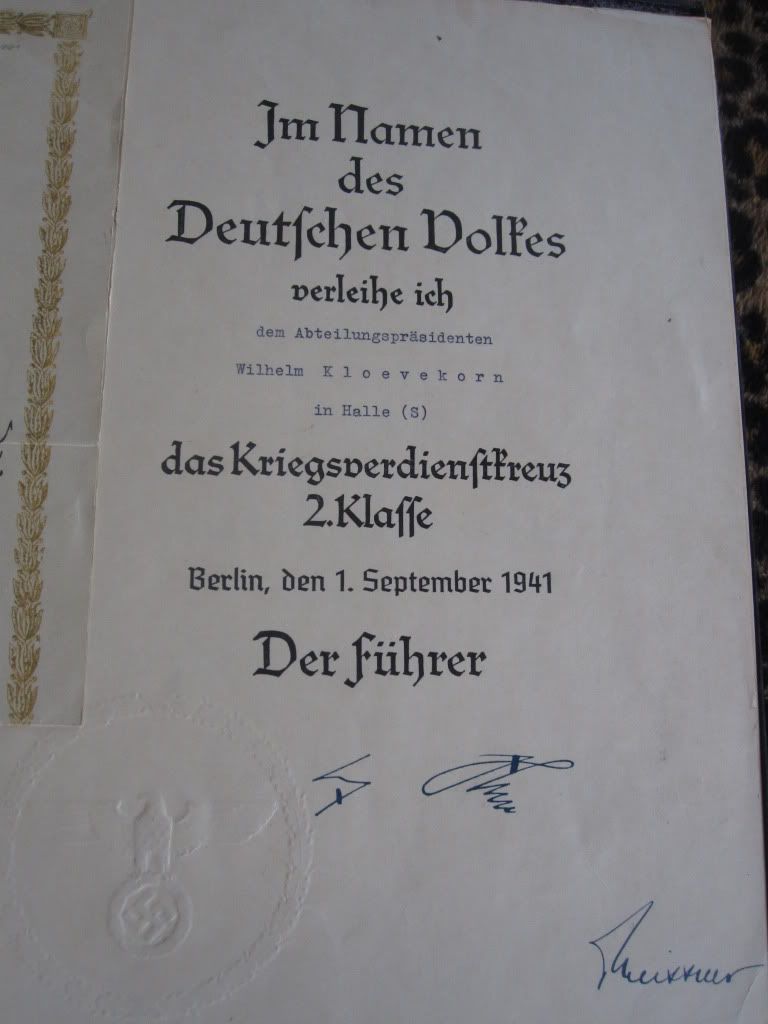 Im Namen
des
Deutſchen Volkes
verleihe ich
dem Abteilungspräsidenten
Wilhelm K l o e v e k o r n
in Halle (S)
das Kriegsverdienſtkreuz
2. Klaſſe
Berlin, den 1. September 1941
Der Führer
Meissner